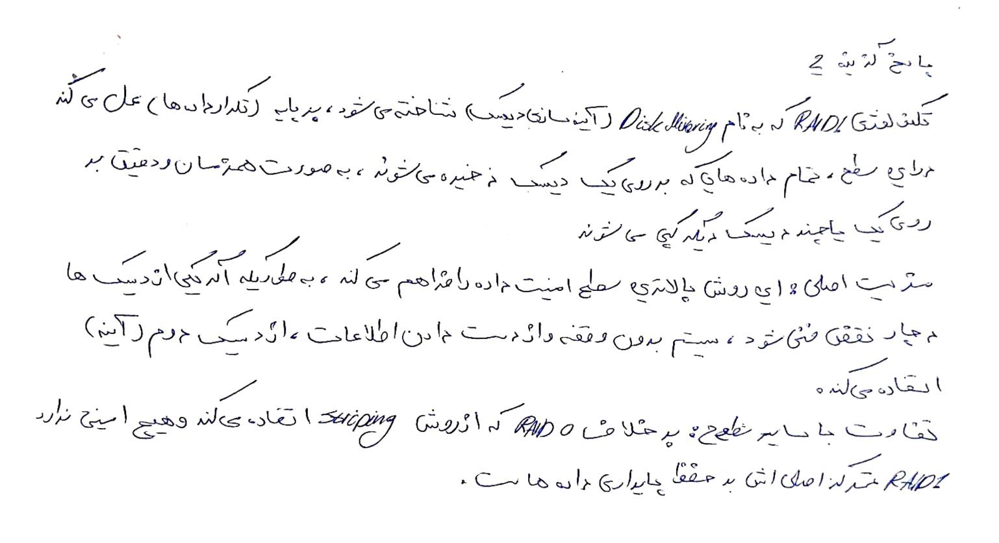 پاسخ گزینه 2
تکنولوژی RAID1 که به نام Disk Mirroring (آینه سازی دیسک) شناخته می شود، بر پایه (تکرار داده ها) عمل می کند
در این سطح، تمام داده هایی که بر روی یک دیسک ذخیره می شوند، به صورت همزمان و دقیق بر
روی یک یا چند دیسک دیگر کپی می شوند
مزیت اصلی: این روش بالاترین سطح امنیت داده را فراهم می کند، به طوریکه اگر یکی از دیسک ها
دچار نقص فنی شود، سیستم بدون وقفه و از دست دادن اطلاعات، از دیسک دوم (آینه)
استفاده می کند.
تفاوت با سایر سطوح: بر خلاف RAID 0 که از روش striping استفاده می کند و هیچ امنیتی ندارد
RAID1 تمرکز اصلی اش بر حفظ پایداری داده هاست.